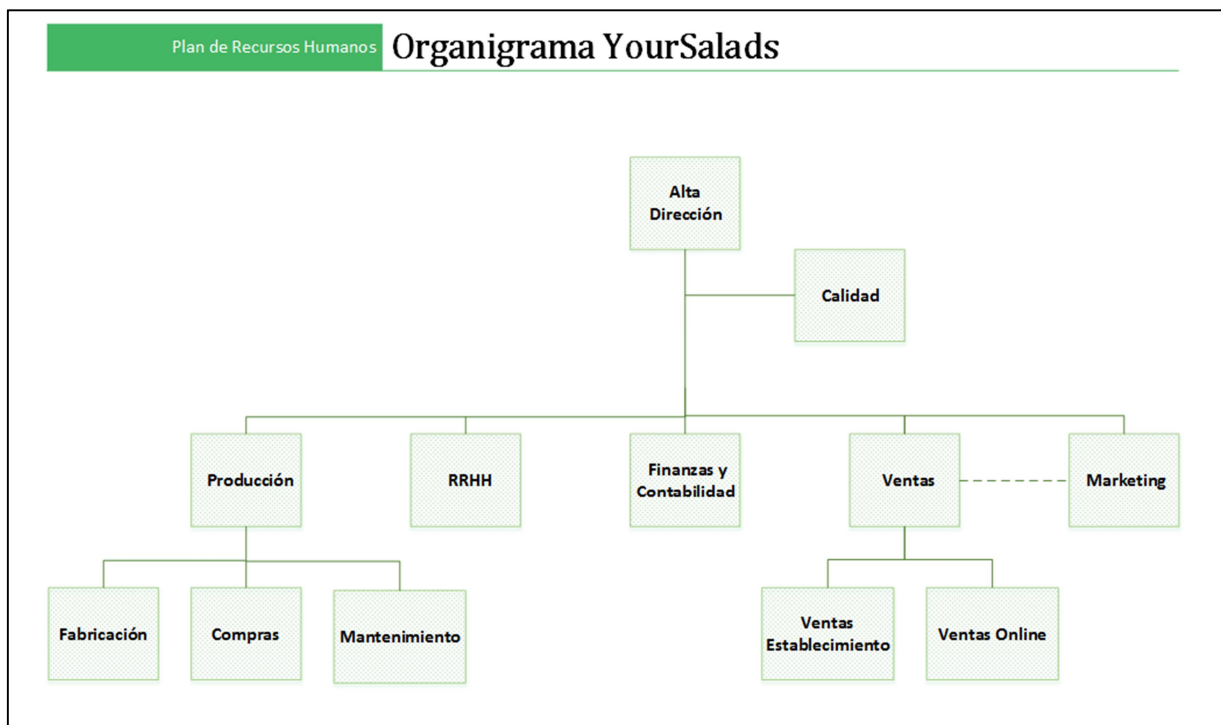 Plan de Recursos Humanos
Organigrama YourSalads
Alta
Dirección
Calidad
Producción
RRHH
Finanzas y
Contabilidad
Ventas
Marketing
Fabricación
Compras
Mantenimiento
Ventas
Establecimiento
Ventas Online